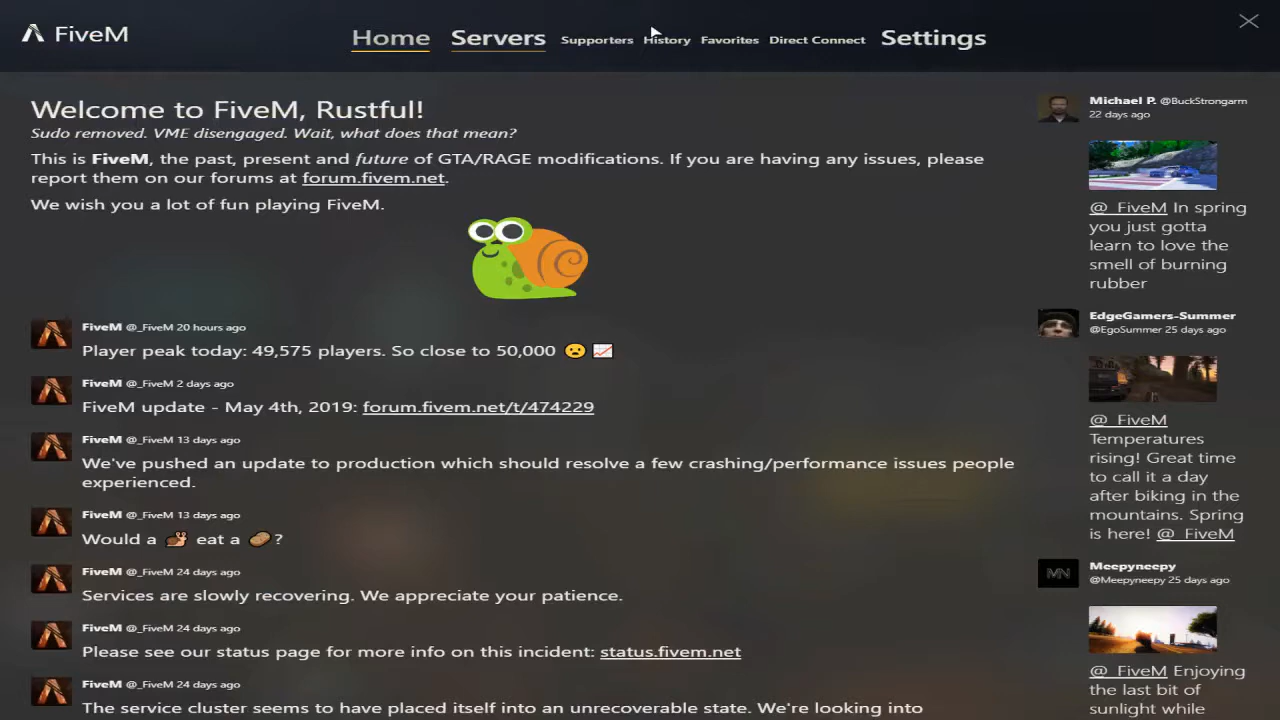 FiveM
Home Servers Supporters History Favorites Direct Connect Settings
Welcome to FiveM, Rustful!
Sudo removed. VME disengaged. Wait, what does that mean?
This is FiveM, the past, present and future of GTA/RAGE modifications. If you are having any issues, please
report them on our forums at forum.fivem.net.
We wish you a lot of fun playing FiveM.
FiveM @_FiveM 20 hours ago
Player peak today: 49,575 players. So close to 50,000 😦 📈
FiveM @_FiveM 2 days ago
FiveM update - May 4th, 2019: forum.fivem.net/t/474229
FiveM @_FiveM 13 days ago
We've pushed an update to production which should resolve a few crashing/performance issues people
experienced.
FiveM @_FiveM 13 days ago
Would a 🐌 eat a 🥔?
FiveM @_FiveM 24 days ago
Services are slowly recovering. We appreciate your patience.
FiveM @_FiveM 24 days ago
Please see our status page for more info on this incident: status.fivem.net
FiveM @_FiveM 24 days ago
The service cluster seems to have placed itself into an unrecoverable state. We're looking into
Michael P. @BuckStrongarm
22 days ago
@_FiveM In spring
you just gotta
learn to love the
smell of burning
rubber
EdgeGamers-Summer
@EgoSummer 25 days ago
@_FiveM
Temperatures
rising! Great time
to call it a day
after biking in the
mountains. Spring
is here! @_FiveM
MN
Meepyneepy
@Meepyneepy 25 days ago
@_FiveM Enjoying
the last bit of
sunlight while